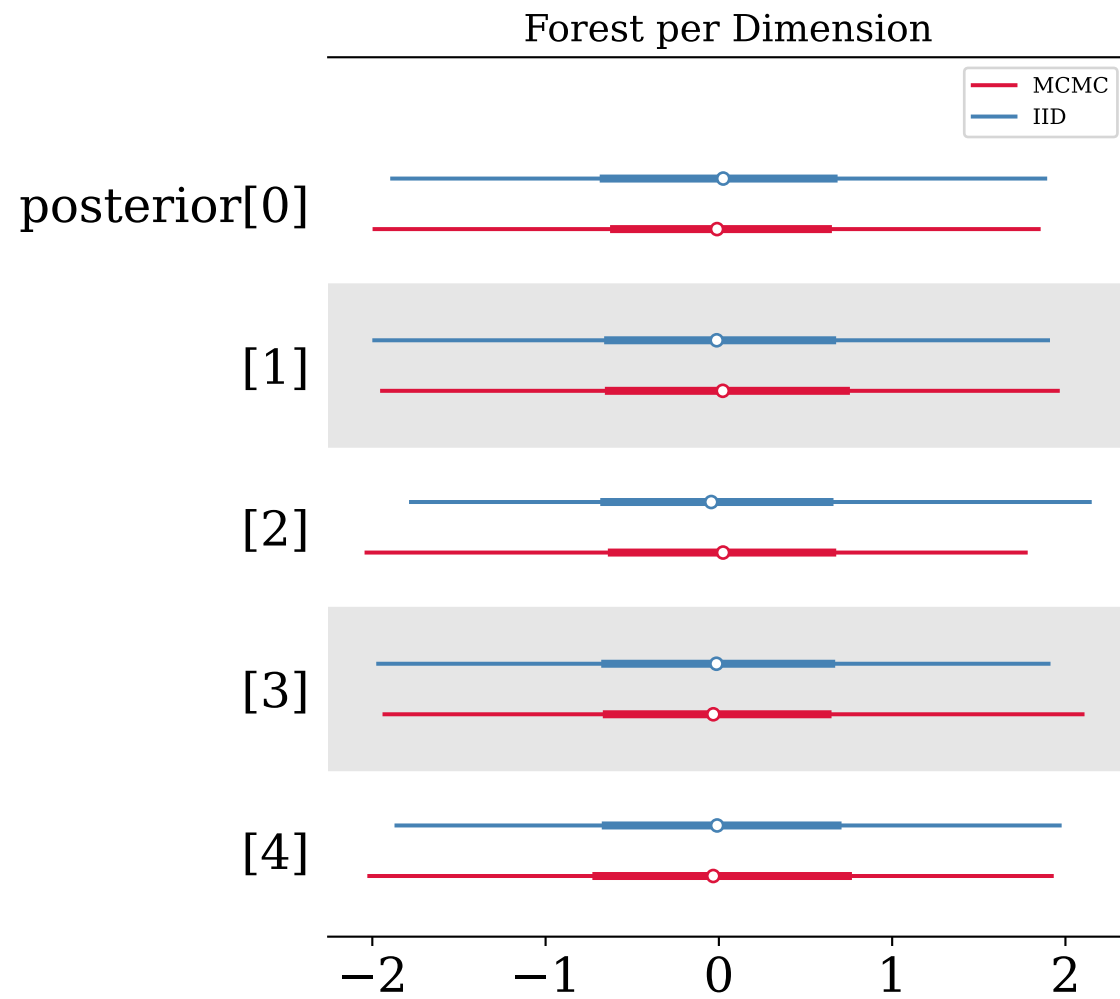 Forest per Dimension
MCMC
IID
posterior[0]
[1]
[2]
[3]
[4]
−2 −1 0 1 2